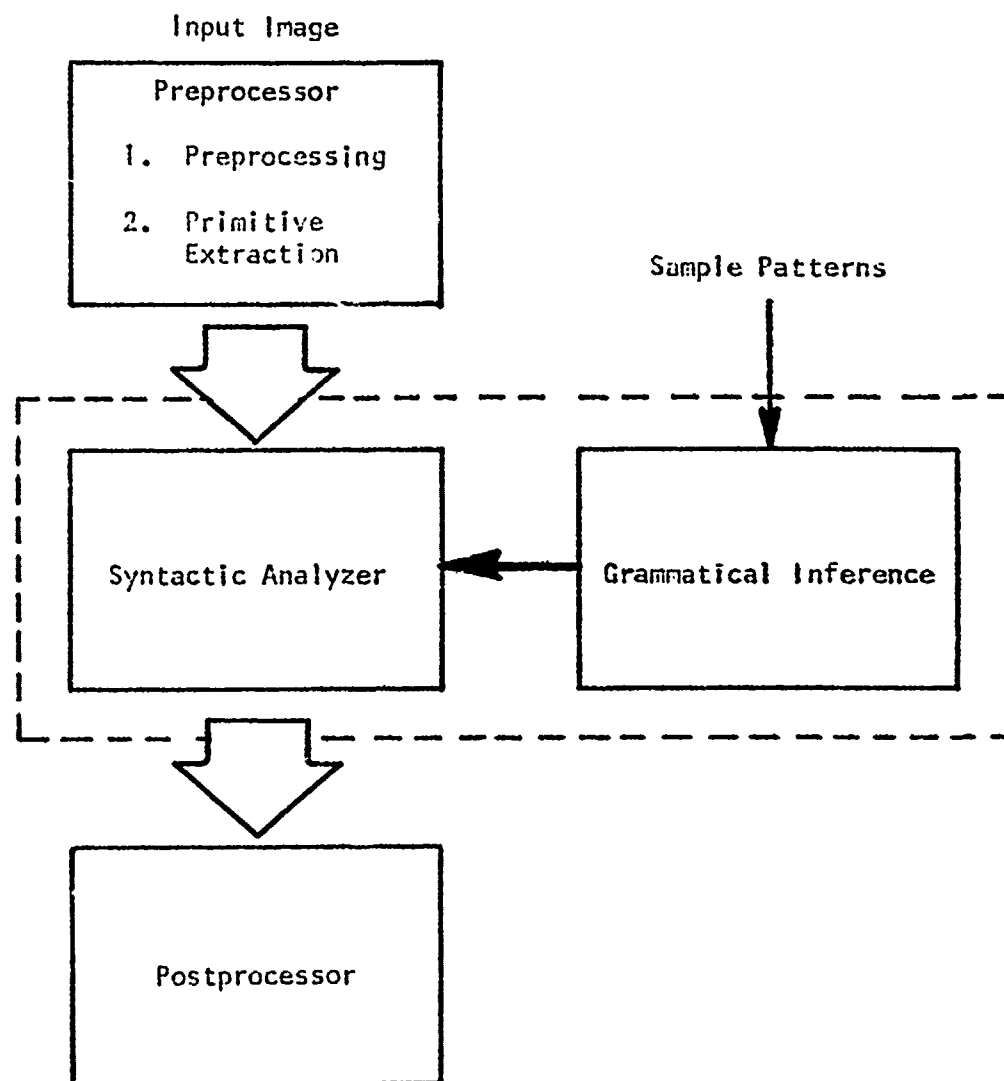 Input Image
Preprocessor
1. Preprocessing
2. Primitive
Extraction
Sample Patterns
Syntactic Analyzer
Grammatical Inference
Postprocessor